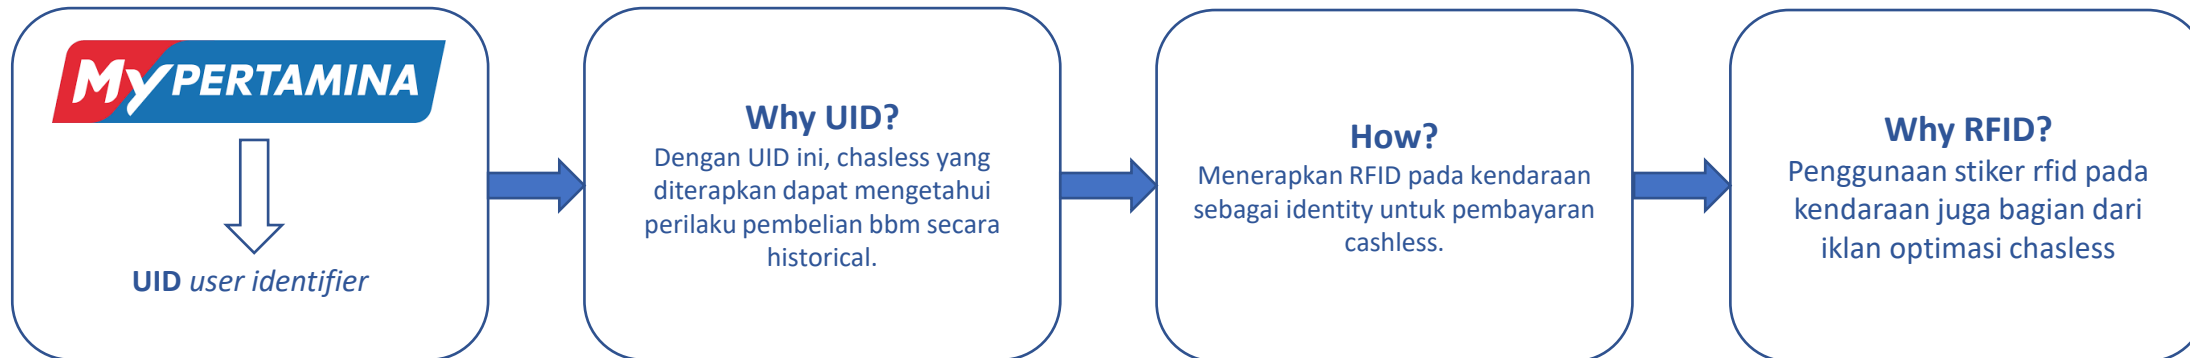 MyPERTAMINA
UID user identifier
Why UID?
Dengan UID ini, chasless yang
diterapkan dapat mengetahui
perilaku pembelian bbm secara
historical.
How?
Menerapkan RFID pada kendaraan
sebagai identity untuk pembayaran
cashless.
Why RFID?
Penggunaan stiker rfid pada
kendaraan juga bagian dari
iklan optimasi chasless